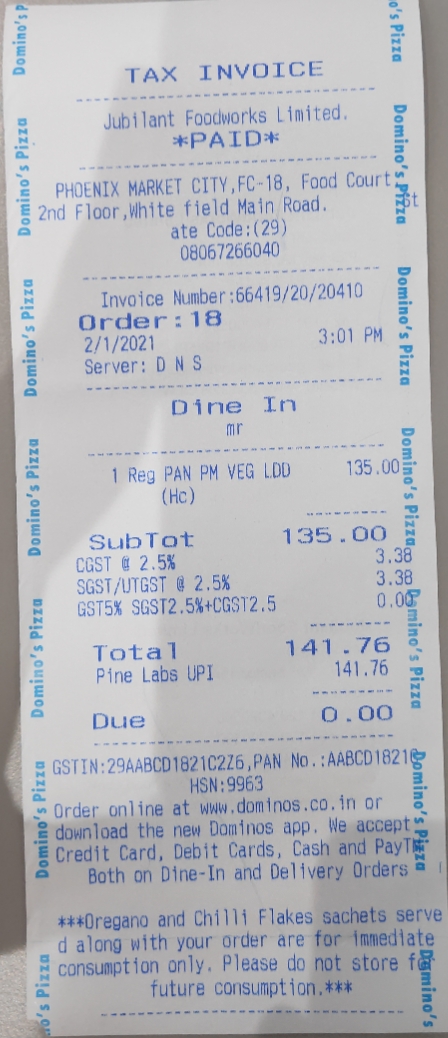 TAX INVOICE
Jubilant Foodworks Limited.
*PAID*
PHOENIX MARKET CITY,FC-18, Food Court,
2nd Floor,White field Main Road.
ate Code:(29)
08067266040
Invoice Number:66419/20/20410
Order:18
2/1/2021 3:01 PM
Server: D N S
Dine In
mr
1 Reg PAN PM VEG LDD 135.00
(Hc)
SubTot 135.00
CGST @ 2.5% 3.38
SGST/UTGST @ 2.5% 3.38
GST5% SGST2.5%+CGST2.5 0.00
Total 141.76
Pine Labs UPI 141.76
Due 0.00
GSTIN:29AABCD1821C2Z6,PAN No.:AABCD1821C
HSN:9963
Order online at www.dominos.co.in or
download the new Dominos app. We accept
Credit Card, Debit Cards, Cash and PayTM
Both on Dine-In and Delivery Orders
***Oregano and Chilli Flakes sachets serve
d along with your order are for immediate
consumption only. Please do not store for
future consumption.***
Domino's P
Domino's Pizza
Domino's Pizza
Domino's Pizza
Domino's Pizza
Domino's Pizza
no's Pizza
o's Pizza
Domino's Pizza
Domino's Pizza
Domino's Pizza
Domino's Pizza
Domino's Pizza
Domino's